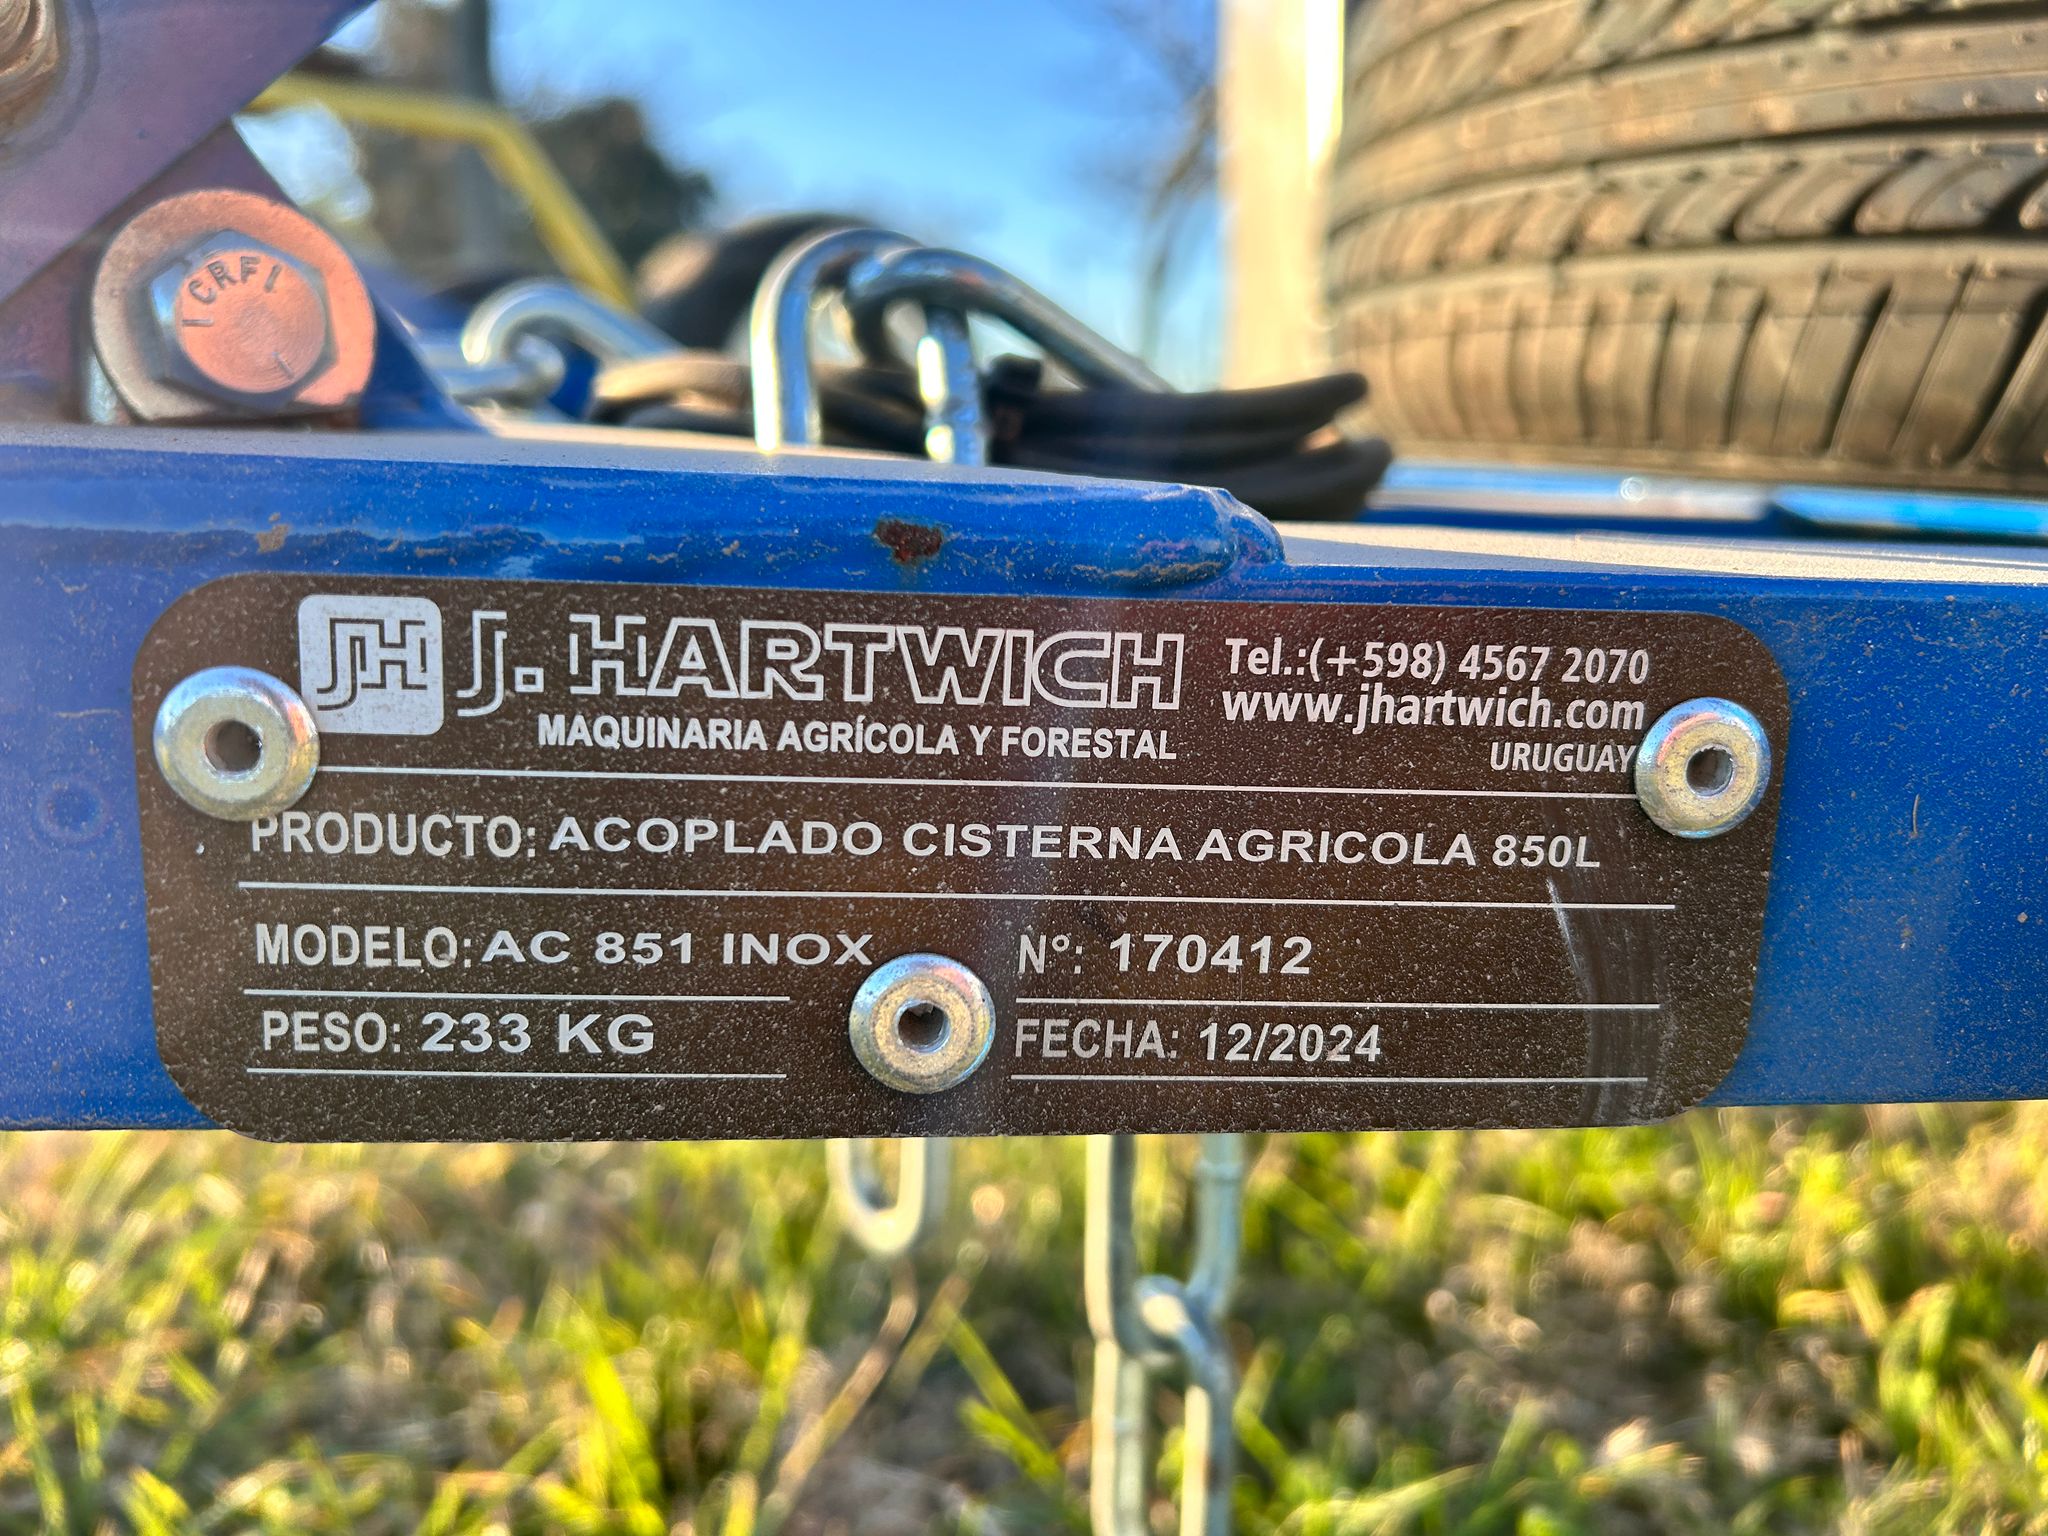 CRF
JH J. HARTWICH
MAQUINARIA AGRÍCOLA Y FORESTAL
Tel.:(+598) 4567 2070
www.jhartwich.com
URUGUAY
PRODUCTO: ACOPLADO CISTERNA AGRICOLA 850L
MODELO: AC 851 INOX
Nº: 170412
PESO: 233 KG
FECHA: 12/2024